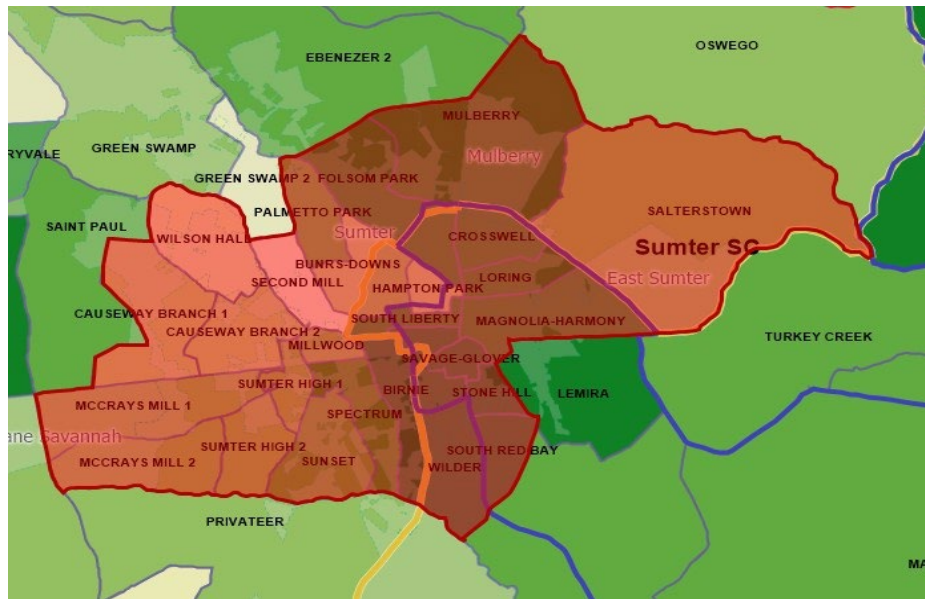 OSWEGO
EBENEZER 2
MULBERRY
RYVALE
GREEN SWAMP
Mulberry
GREEN SWAMP 2
FOLSOM PARK
PALMETTO PARK
SALTERSTOWN
SAINT PAUL
Sumter
WILSON HALL
CROSSWELL
Sumter SC
BUNRS-DOWNS
LORING
East Sumter
SECOND MILL
HAMPTON PARK
CAUSEWAY BRANCH 1
SOUTH LIBERTY
MAGNOLIA-HARMONY
CAUSEWAY BRANCH 2
TURKEY CREEK
MILLWOOD
SAVAGE-GLOVER
SUMTER HIGH 1
BIRNIE
STONE HILL
LEMIRA
MCCRAYS MILL 1
SPECTRUM
ane Savannah
SUMTER HIGH 2
SOUTH RED BAY
MCCRAYS MILL 2
SUNSET
WILDER
PRIVATEER
MA